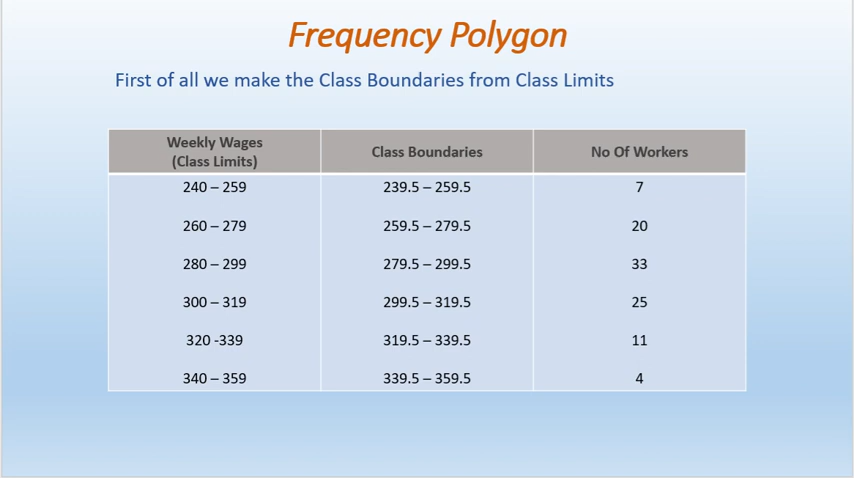 Frequency Polygon
First of all we make the Class Boundaries from Class Limits
Weekly Wages
(Class Limits)
Class Boundaries
No Of Workers
240 – 259
239.5 – 259.5
7
260 – 279
259.5 – 279.5
20
280 – 299
279.5 – 299.5
33
300 – 319
299.5 – 319.5
25
320 -339
319.5 – 339.5
11
340 – 359
339.5 – 359.5
4